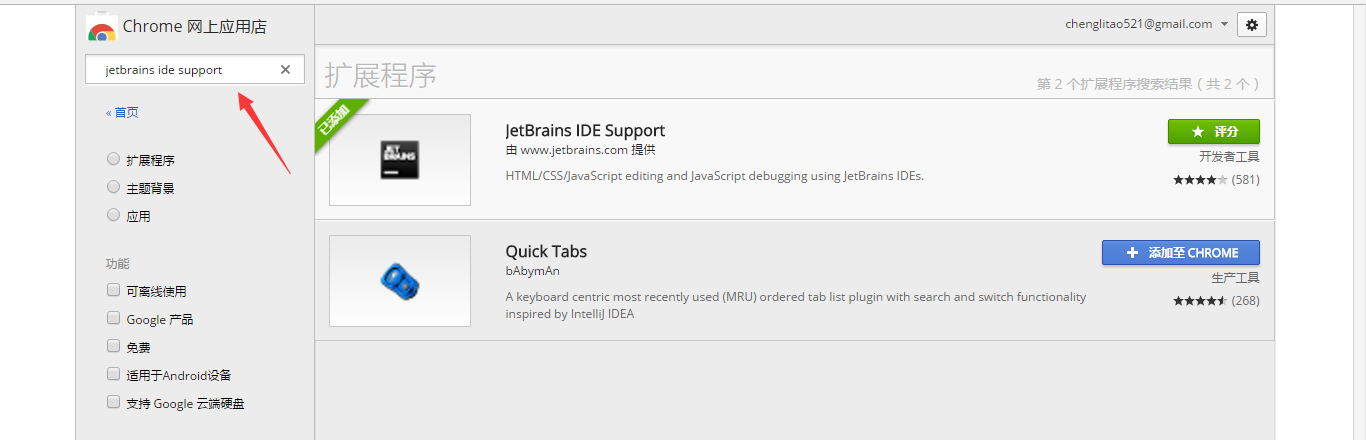 Chrome 网上应用店
chenglitao521@gmail.com
jetbrains ide support
扩展程序
第 2 个扩展程序搜索结果 ( 共 2 个 )
« 首页
扩展程序
主题背景
应用
功能
可离线使用
Google 产品
免费
适用于Android设备
支持 Google 云端硬盘
已添加
JET
BRAINS
JetBrains IDE Support
由 www.jetbrains.com 提供
HTML/CSS/JavaScript editing and JavaScript debugging using JetBrains IDEs.
评分
开发者工具
(581)
Quick Tabs
bAbymAn
A keyboard centric most recently used (MRU) ordered tab list plugin with search and switch functionality
inspired by IntelliJ IDEA
添加至 CHROME
生产工具
(268)